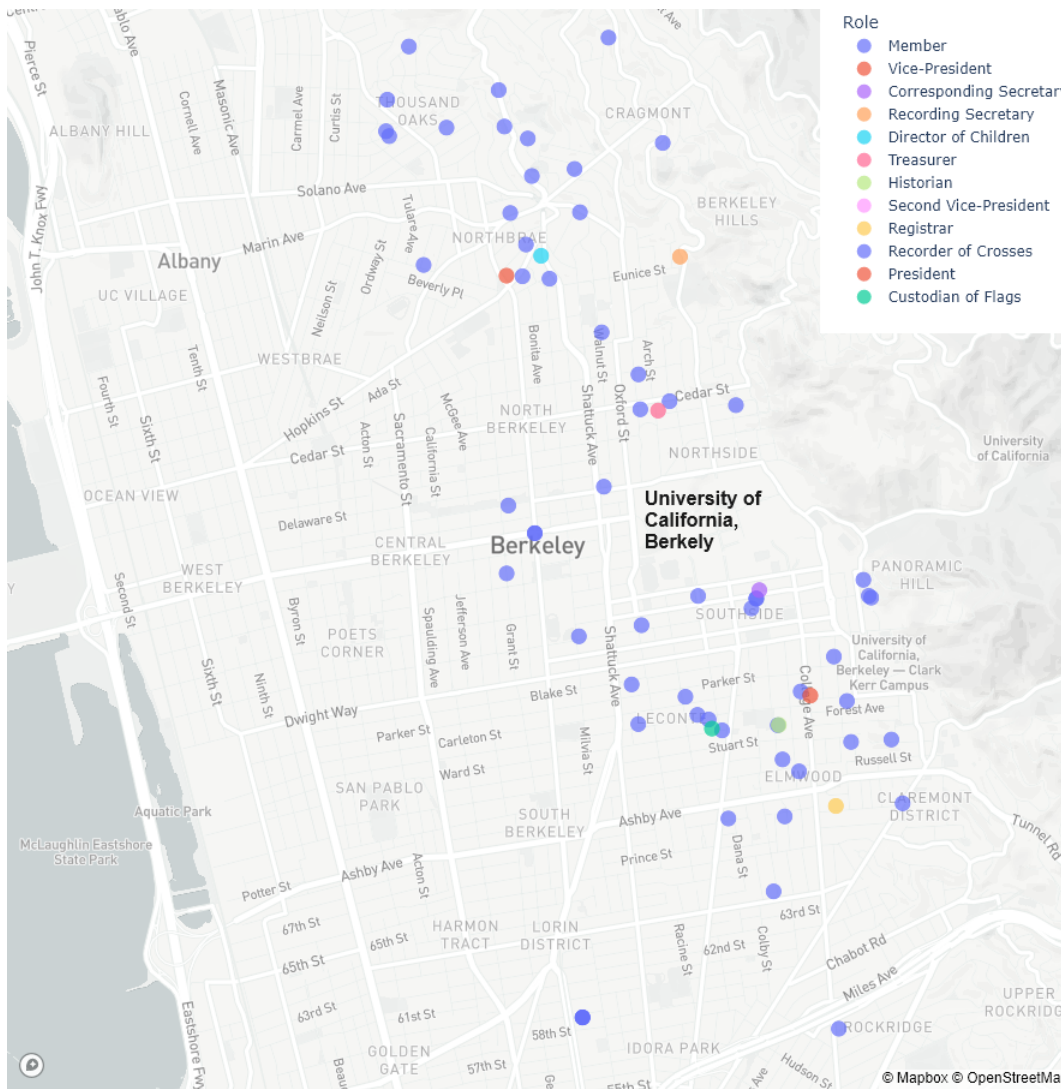 Role
Member
Vice-President
Corresponding Secretary
Recording Secretary
Director of Children
Treasurer
Historian
Second Vice-President
Registrar
Recorder of Crosses
President
Custodian of Flags
Pierce St
ALBANY HILL
Cornell Ave
Masonic Ave
Carmel Ave
Curtis St
THOUSAND
OAKS
CRAGMONT
John T. Knox Fwy
Solano Ave
Tulare Ave
BERKELEY
HILLS
Marin Ave
Albany
Ordway St
NORTHBRAE
Beverly Pl
Eunice St
UC VILLAGE
Neilson St
WESTBRAE
Tenth St
Fourth St
Sixth St
Hopkins St
Ada St
Bonita Ave
Shattuck Ave
Walnut St
Oxford St
Arch St
Cedar St
McGee Ave
NORTH
BERKELEY
Cedar St
Acton St
Sacramento St
California St
NORTHSIDE
University
of California
OCEAN VIEW
Delaware St
University of
California,
Berkely
CENTRAL
BERKELEY
Berkeley
WEST
BERKELEY
PANORAMIC
HILL
Second St
Byron St
SOUTHSIDE
POETS
CORNER
Spaulding Ave
Jefferson Ave
Grant St
Shattuck Ave
University of
California,
Berkeley — Clark
Kerr Campus
Sixth St
Ninth St
Blake St
Parker St
College Ave
Dwight Way
LECONTE
Forest Ave
Parker St
Carleton St
Milvia St
Stuart St
Russell St
Ward St
SAN PABLO
PARK
ELMWOOD
CLAREMONT
DISTRICT
Aquatic Park
SOUTH
BERKELEY
Ashby Ave
Tunnel Rd
McLaughlin Eastshore
State Park
Ashby Ave
Acton St
Prince St
Dana St
Potter St
67th St
65th St
HARMON
TRACT
LORIN
DISTRICT
63rd St
Racine St
62nd St
Colby St
Chabot Rd
65th St
Miles Ave
63rd St
61st St
58th St
UPPER
ROCKRIDGE
Eastshore Fwy
ROCKRIDGE
GOLDEN
GATE
57th St
IDORA PARK
55th St
Hudson St
© Mapbox © OpenStreetMa